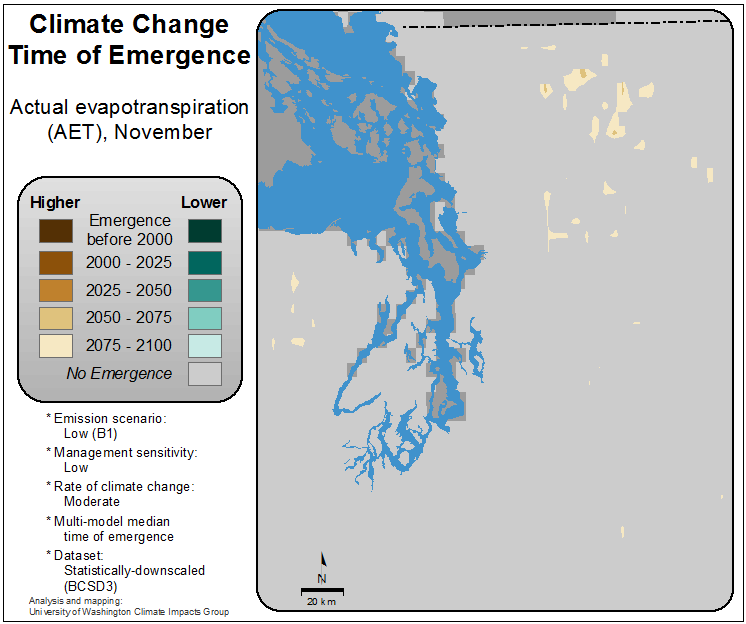 Climate Change
Time of Emergence
Actual evapotranspiration
(AET), November
Higher Lower
Emergence
before 2000
2000 - 2025
2025 - 2050
2050 - 2075
2075 - 2100
No Emergence
* Emission scenario:
Low (B1)
* Management sensitivity:
Low
* Rate of climate change:
Moderate
* Multi-model median
time of emergence
* Dataset:
Statistically-downscaled
(BCSD3)
Analysis and mapping:
University of Washington Climate Impacts Group
N
20 km